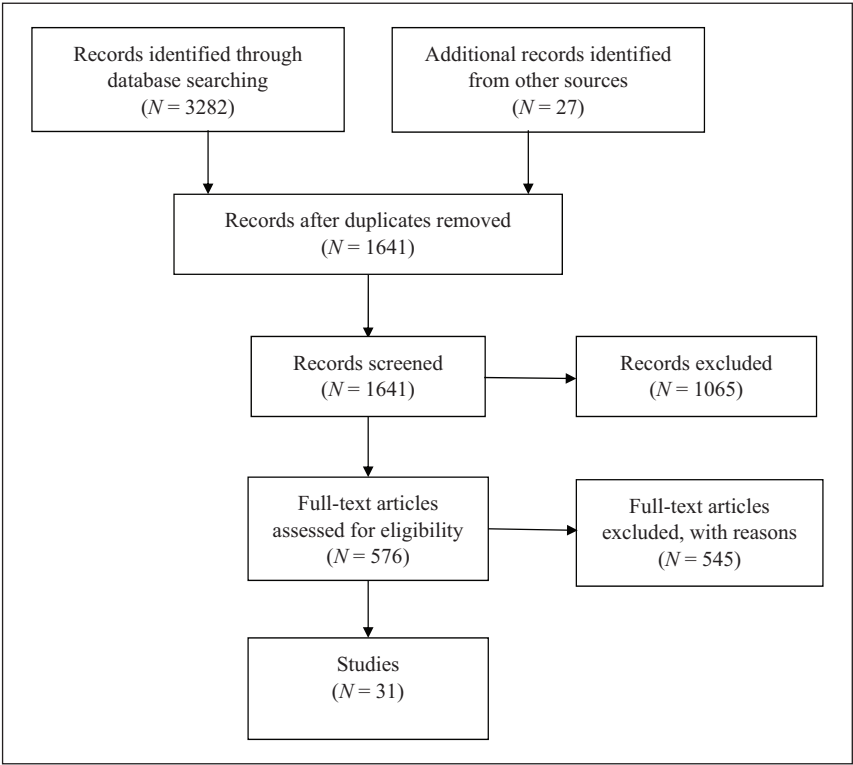 Records identified through
database searching
(N = 3282)
Additional records identified
from other sources
(N = 27)
Records after duplicates removed
(N = 1641)
Records screened
(N = 1641)
Records excluded
(N = 1065)
Full-text articles
assessed for eligibility
(N = 576)
Full-text articles
excluded, with reasons
(N = 545)
Studies
(N = 31)